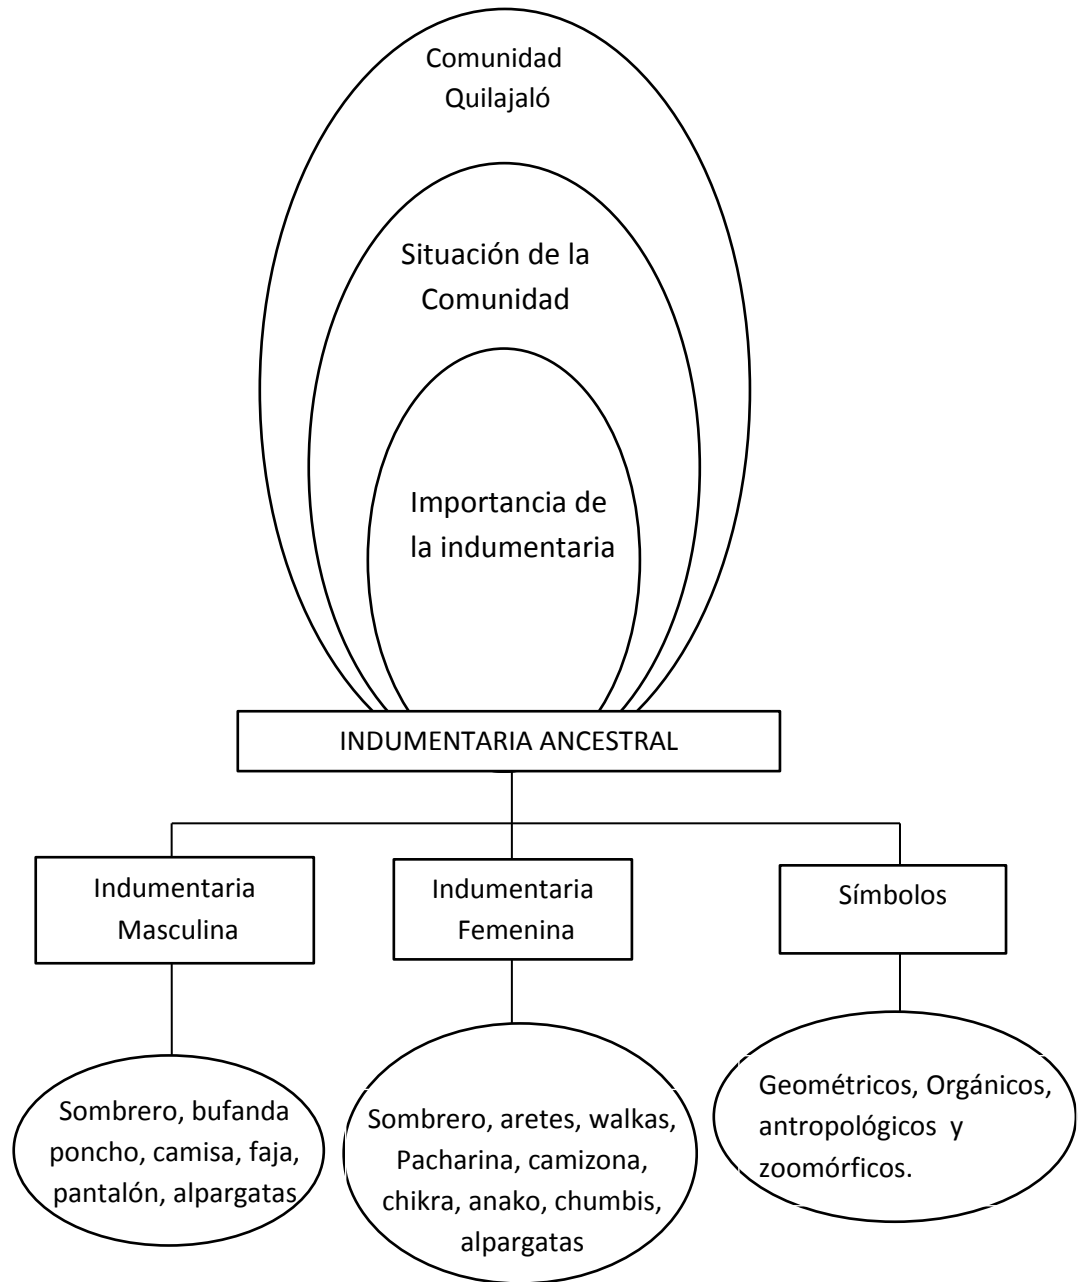 Comunidad
Quilajaló
Situación de la
Comunidad
Importancia de
la indumentaria
INDUMENTARIA ANCESTRAL
Indumentaria
Masculina
Indumentaria
Femenina
Símbolos
Sombrero, bufanda
poncho, camisa, faja,
pantalón, alpargatas
Sombrero, aretes, walkas,
Pacharina, camizona,
chikra, anako, chumbis,
alpargatas
Geométricos, Orgánicos,
antropológicos y
zoomórficos.